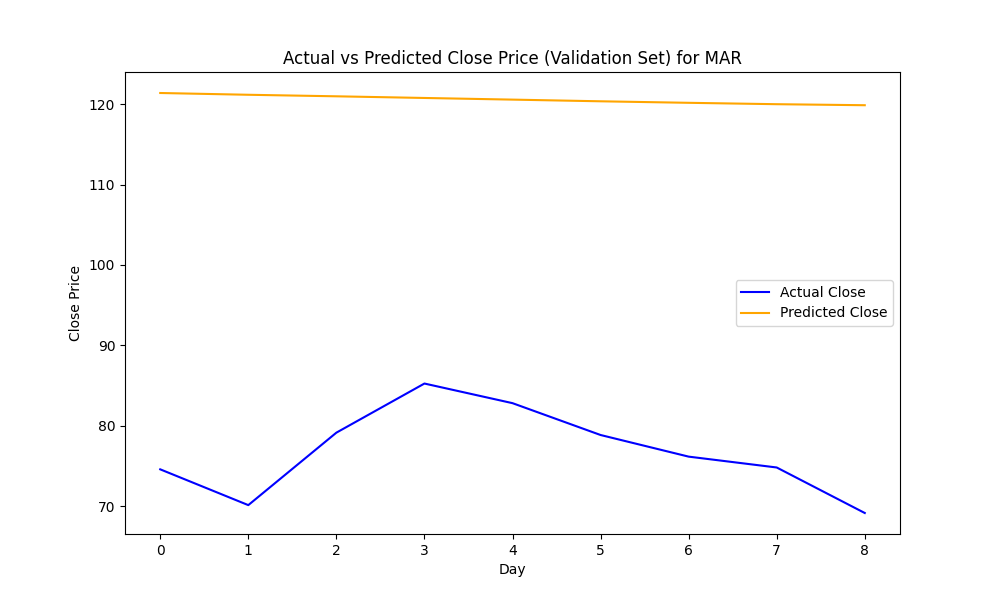 Actual vs Predicted Close Price (Validation Set) for MAR
120
110
100
90
80
70
Close Price
Actual Close
Predicted Close
0 1 2 3 4 5 6 7 8
Day